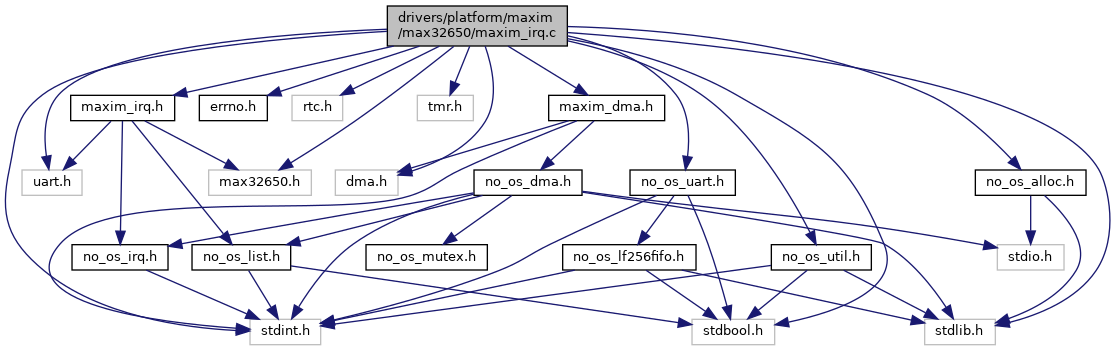 drivers/platform/maxim
/max32650/maxim_irq.c
maxim_irq.h
errno.h
rtc.h
tmr.h
maxim_dma.h
uart.h
max32650.h
dma.h
no_os_dma.h
no_os_uart.h
no_os_alloc.h
no_os_irq.h
no_os_list.h
no_os_mutex.h
no_os_lf256fifo.h
no_os_util.h
stdio.h
stdint.h
stdbool.h
stdlib.h